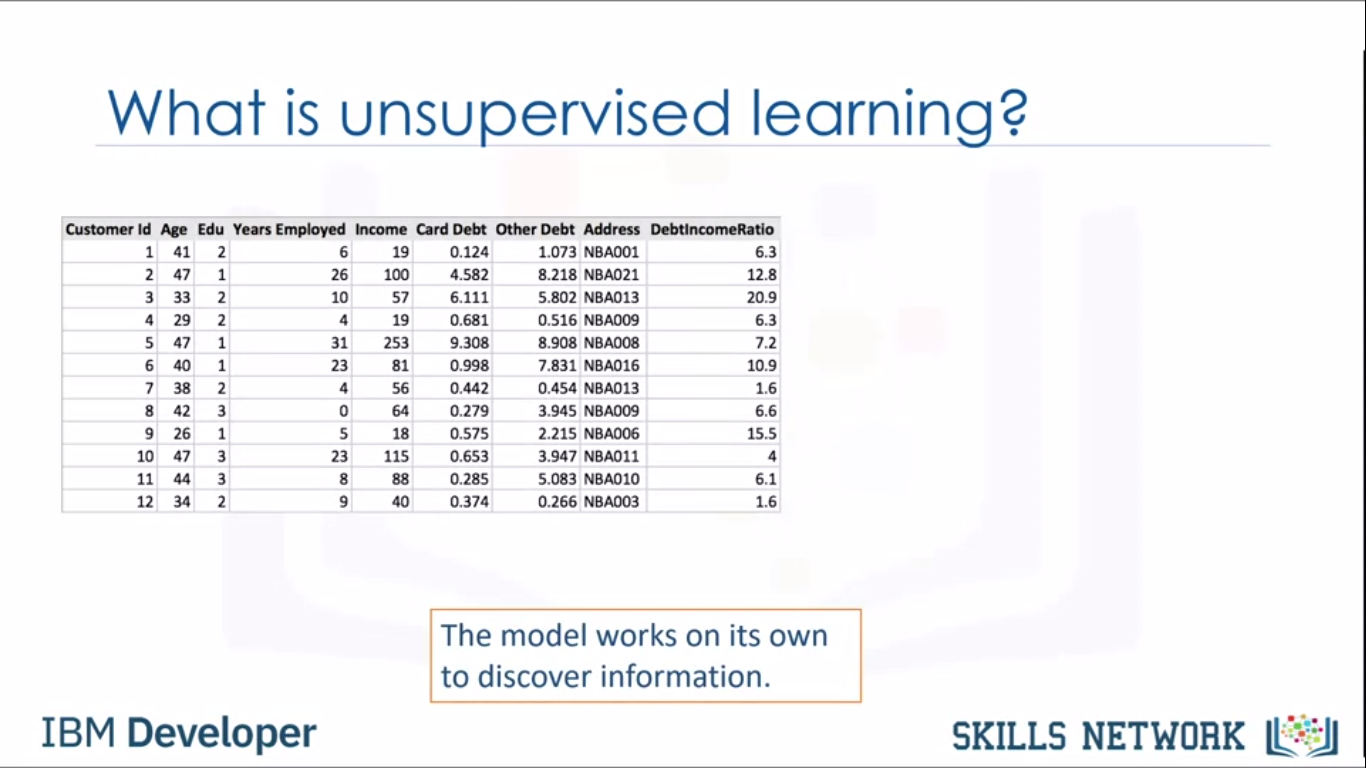 What is unsupervised learning?
Customer Id Age Edu Years Employed Income Card Debt Other Debt Address DebtIncomeRatio
1 41 2 6 19 0.124 1.073 NBA001 6.3
2 47 1 26 100 4.582 8.218 NBA021 12.8
3 33 2 10 57 6.111 5.802 NBA013 20.9
4 29 2 4 19 0.681 0.516 NBA009 6.3
5 47 1 31 253 9.308 8.908 NBA008 7.2
6 40 1 23 81 0.998 7.831 NBA016 10.9
7 38 2 4 56 0.442 0.454 NBA013 1.6
8 42 3 0 64 0.279 3.945 NBA009 6.6
9 26 1 5 18 0.575 2.215 NBA006 15.5
10 47 3 23 115 0.653 3.947 NBA011 4
11 44 3 8 88 0.285 5.083 NBA010 6.1
12 34 2 9 40 0.374 0.266 NBA003 1.6
The model works on its own
to discover information.
IBM Developer
SKILLS NETWORK